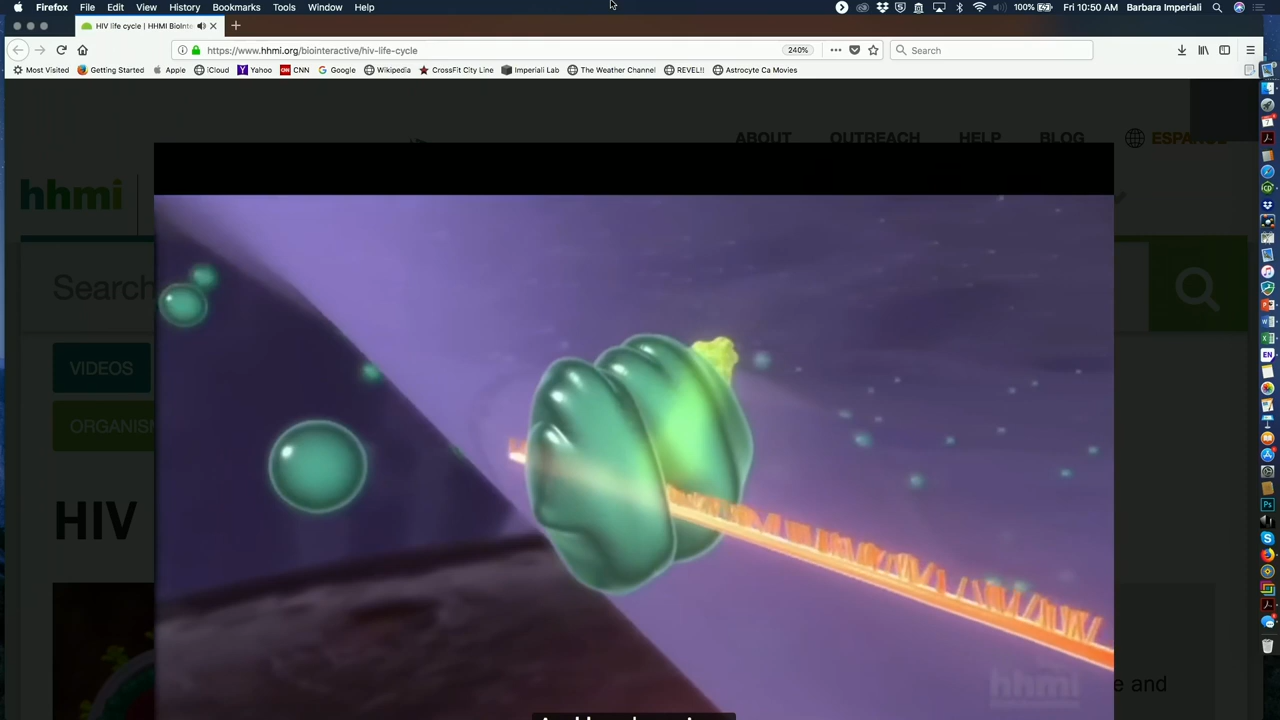 Firefox File Edit View History Bookmarks Tools Window Help 100% Fri 10:50 AM Barbara Imperiali
HIV life cycle | HHMI BioInte
https://www.hhmi.org/biointeractive/hiv-life-cycle 240% Search
Most Visited Getting Started Apple iCloud Yahoo CNN Google Wikipedia CrossFit City Line Imperiali Lab The Weather Channel REVEL!! Astrocyte Ca Movies
ABOUT OUTREACH HELP BLOG
hhmi
Search
VIDEOS
ORGANISM
HIV
hhmi
and